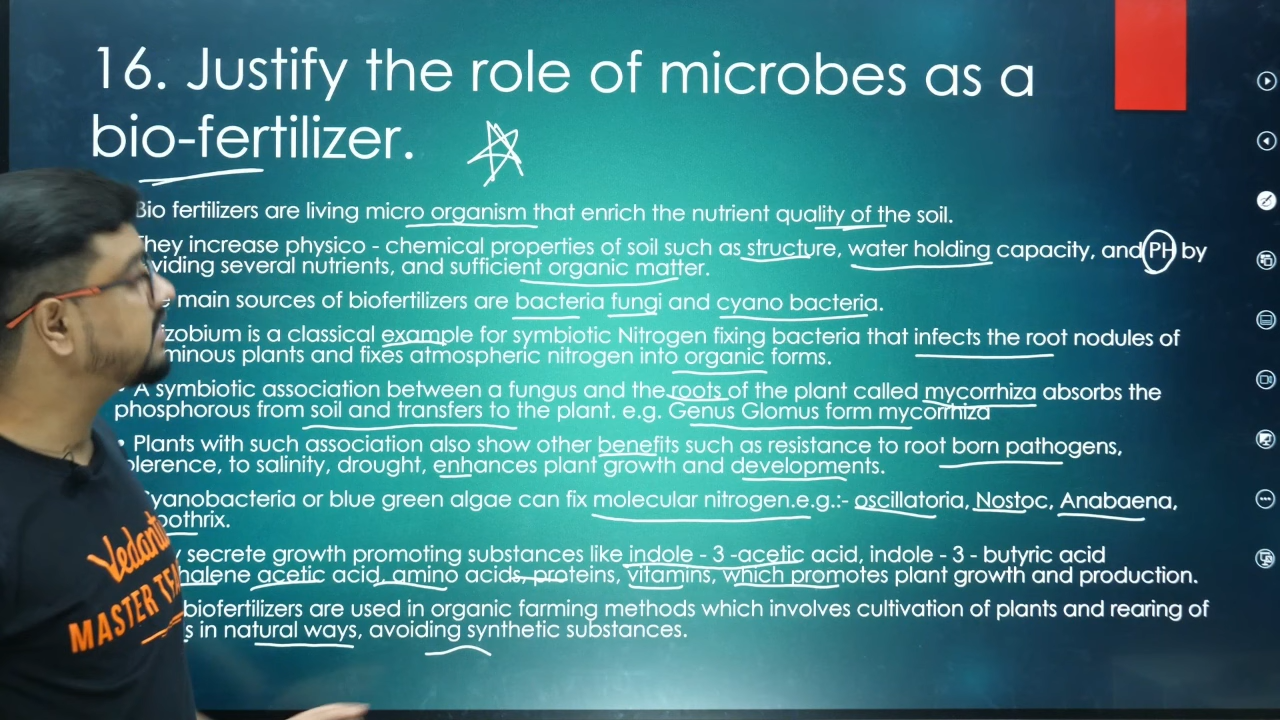 16. Justify the role of microbes as a
bio-fertilizer.
Bio fertilizers are living micro organism that enrich the nutrient quality of the soil.
They increase physico - chemical properties of soil such as structure, water holding capacity, and PH by
viding several nutrients, and sufficient organic matter.
main sources of biofertilizers are bacteria fungi and cyano bacteria.
izobium is a classical example for symbiotic Nitrogen fixing bacteria that infects the root nodules of
minous plants and fixes atmospheric nitrogen into organic forms.
• A symbiotic association between a fungus and the roots of the plant called mycorrhiza absorbs the
phosphorous from soil and transfers to the plant. e.g. Genus Glomus form mycorrhiza
• Plants with such association also show other benefits such as resistance to root born pathogens,
olerence, to salinity, drought, enhances plant growth and developments.
yanobacteria or blue green algae can fix molecular nitrogen.e.g.:- oscillatoria, Nostoc, Anabaena,
othrix.
y secrete growth promoting substances like indole - 3 -acetic acid, indole - 3 - butyric acid
halene acetic acid, amino acids, proteins, vitamins, which promotes plant growth and production.
biofertilizers are used in organic farming methods which involves cultivation of plants and rearing of
s in natural ways, avoiding synthetic substances.
Vedantu
MASTER TEA